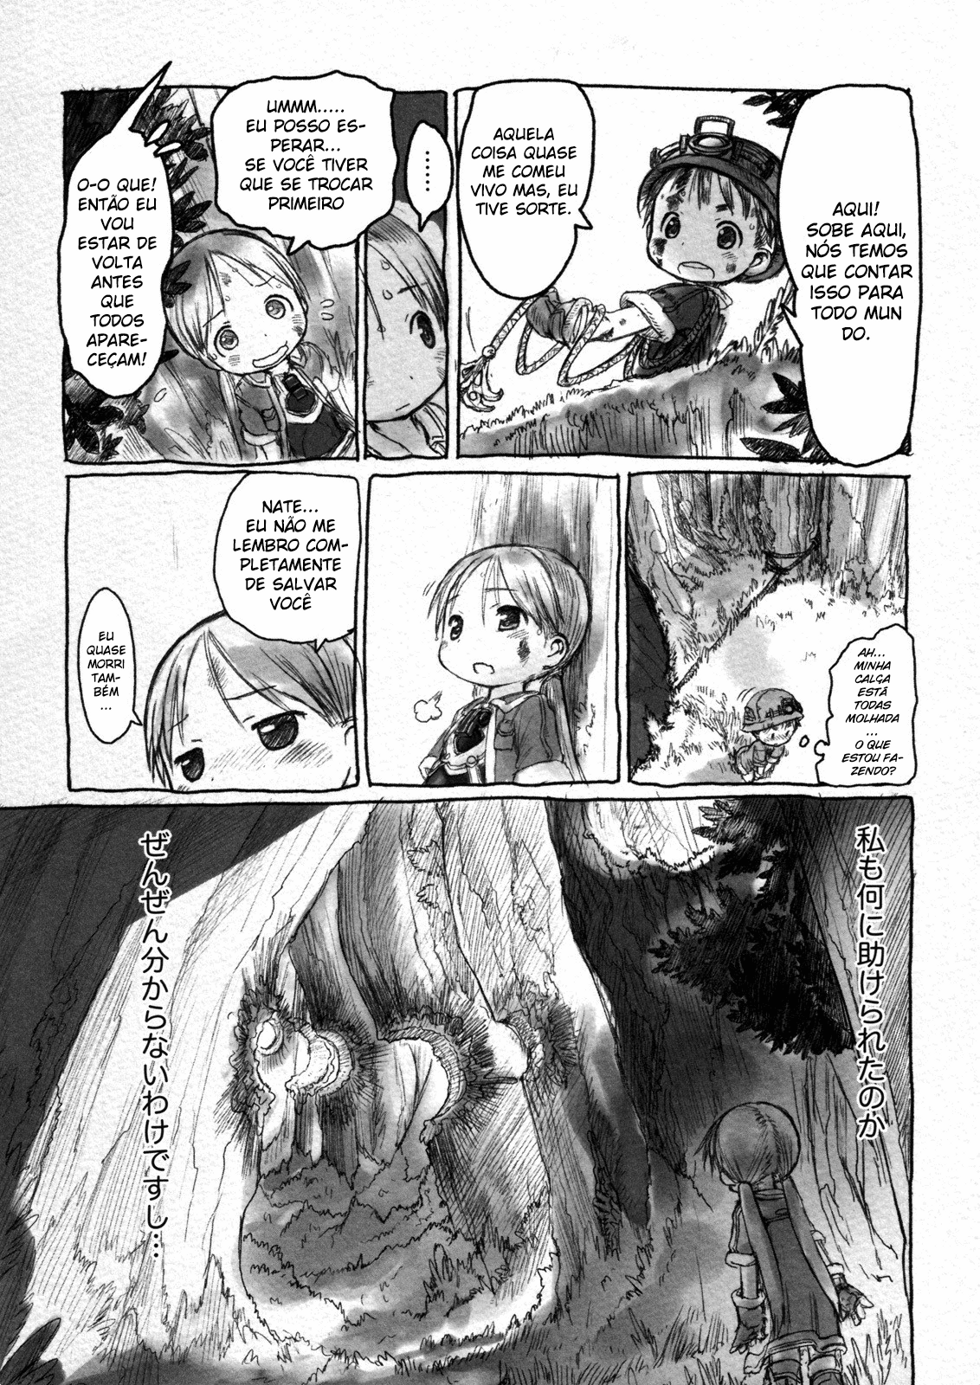 AQUI!
SOBE AQUI,
NÓS TEMOS
QUE CONTAR
ISSO PARA
TODO MUN
DO.
AQUELA
COISA QUASE
ME COMEU
VIVO MAS, EU
TIVE SORTE.
........
UMMM.....
EU POSSO ES-
PERAR...
SE VOCÊ TIVER
QUE SE TROCAR
PRIMEIRO
O-O QUE!
ENTÃO EU
VOU
ESTAR DE
VOLTA
ANTES
QUE
TODOS
APARE-
CEÇAM!
AH...
MINHA
CALÇA
ESTÁ
TODAS
MOLHADA
...
O QUE
ESTOU FA-
ZENDO?
NATE...
EU NÃO ME
LEMBRO COM-
PLETAMENTE
DE SALVAR
VOCÊ
EU
QUASE
MORRI
TAM-
BÉM
...
私も何に助けられたのか
ぜんぜん分からないわけですし…